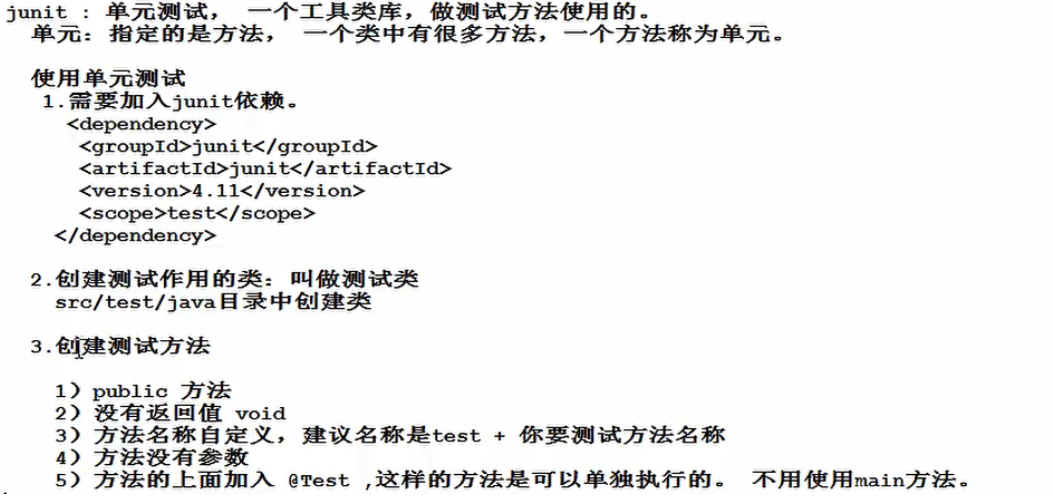 junit : 单元测试， 一个工具类库，做测试方法使用的。
单元：指定的是方法， 一个类中有很多方法，一个方法称为单元。
使用单元测试
1.需要加入junit依赖。
<dependency>
<groupId>junit</groupId>
<artifactId>junit</artifactId>
<version>4.11</version>
<scope>test</scope>
</dependency>
2.创建测试作用的类：叫做测试类
src/test/java目录中创建类
3.创建测试方法
1）public 方法
2）没有返回值 void
3）方法名称自定义，建议名称是test + 你要测试方法名称
4）方法没有参数
5）方法的上面加入 @Test ,这样的方法是可以单独执行的。 不用使用main方法。